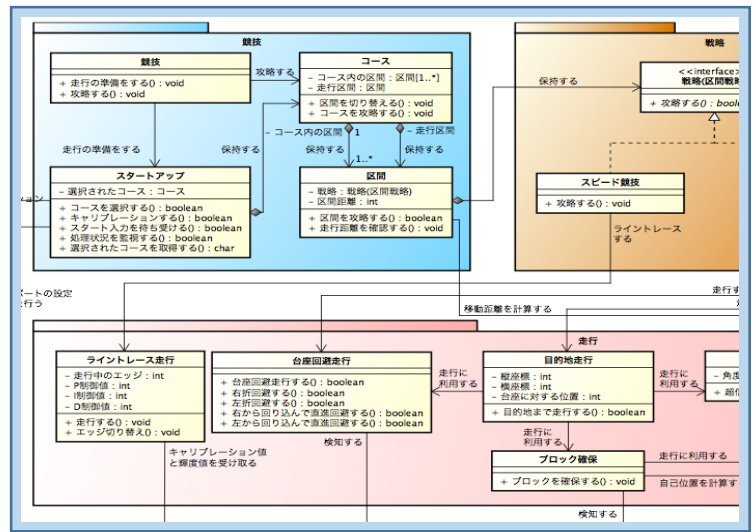 競技
競技
+ 走行の準備をする() : void
+ 攻略する() : void
攻略する
コース
− コース内の区間 : 区間[1..*]
− 走行区間 : 区間
+ 区間を切り替える() : void
+ コースを攻略する() : void
走行の準備をする
保持する
− コース内の区間
1
− 走行区間
保持する
保持する
1..*
スタートアップ
− 選択されたコース : コース
+ コースを選択する() : boolean
+ キャリブレーションする() : boolean
+ スタート入力を待ち受ける() : boolean
+ 処理状況を監視する() : boolean
+ 選択されたコースを取得する() : char
区間
− 戦略 : 戦略(区間戦略)
− 区間距離 : int
+ 区間を攻略する() : boolean
+ 走行距離を確認する() : void
戦略
保持する
<<interface>
戦略(区間戦略
+ 攻略する() : boole
スピード競技
+ 攻略する() : void
ライントレース
する
ョン
ポートの設定
行う
移動距離を計算する
走行す
走行
ライントレース走行
− 走行中のエッジ : int
− P制御値 : int
− I制御値 : int
− D制御値 : int
+ 走行する() : void
+ エッジ切り替え() : void
台座回避走行
+ 台座回避走行する() : boolean
+ 右折回避する() : boolean
+ 左折回避する() : boolean
+ 右から回り込んで直進回避する() : boolean
+ 左から回り込んで直進回避する() : boolean
走行に
利用する
目的地走行
− 縦座標 : int
− 横座標 : int
− 台座に対する位置 : int
+ 目的地まで走行する() : boolean
走行に
利用する
− 角度
+ 超信
走行に
利用する
キャリブレーション値
と輝度値を受け取る
検知する
ブロック確保
+ ブロックを確保する() : void
走行に利用する
自己位置を計算す
検知する